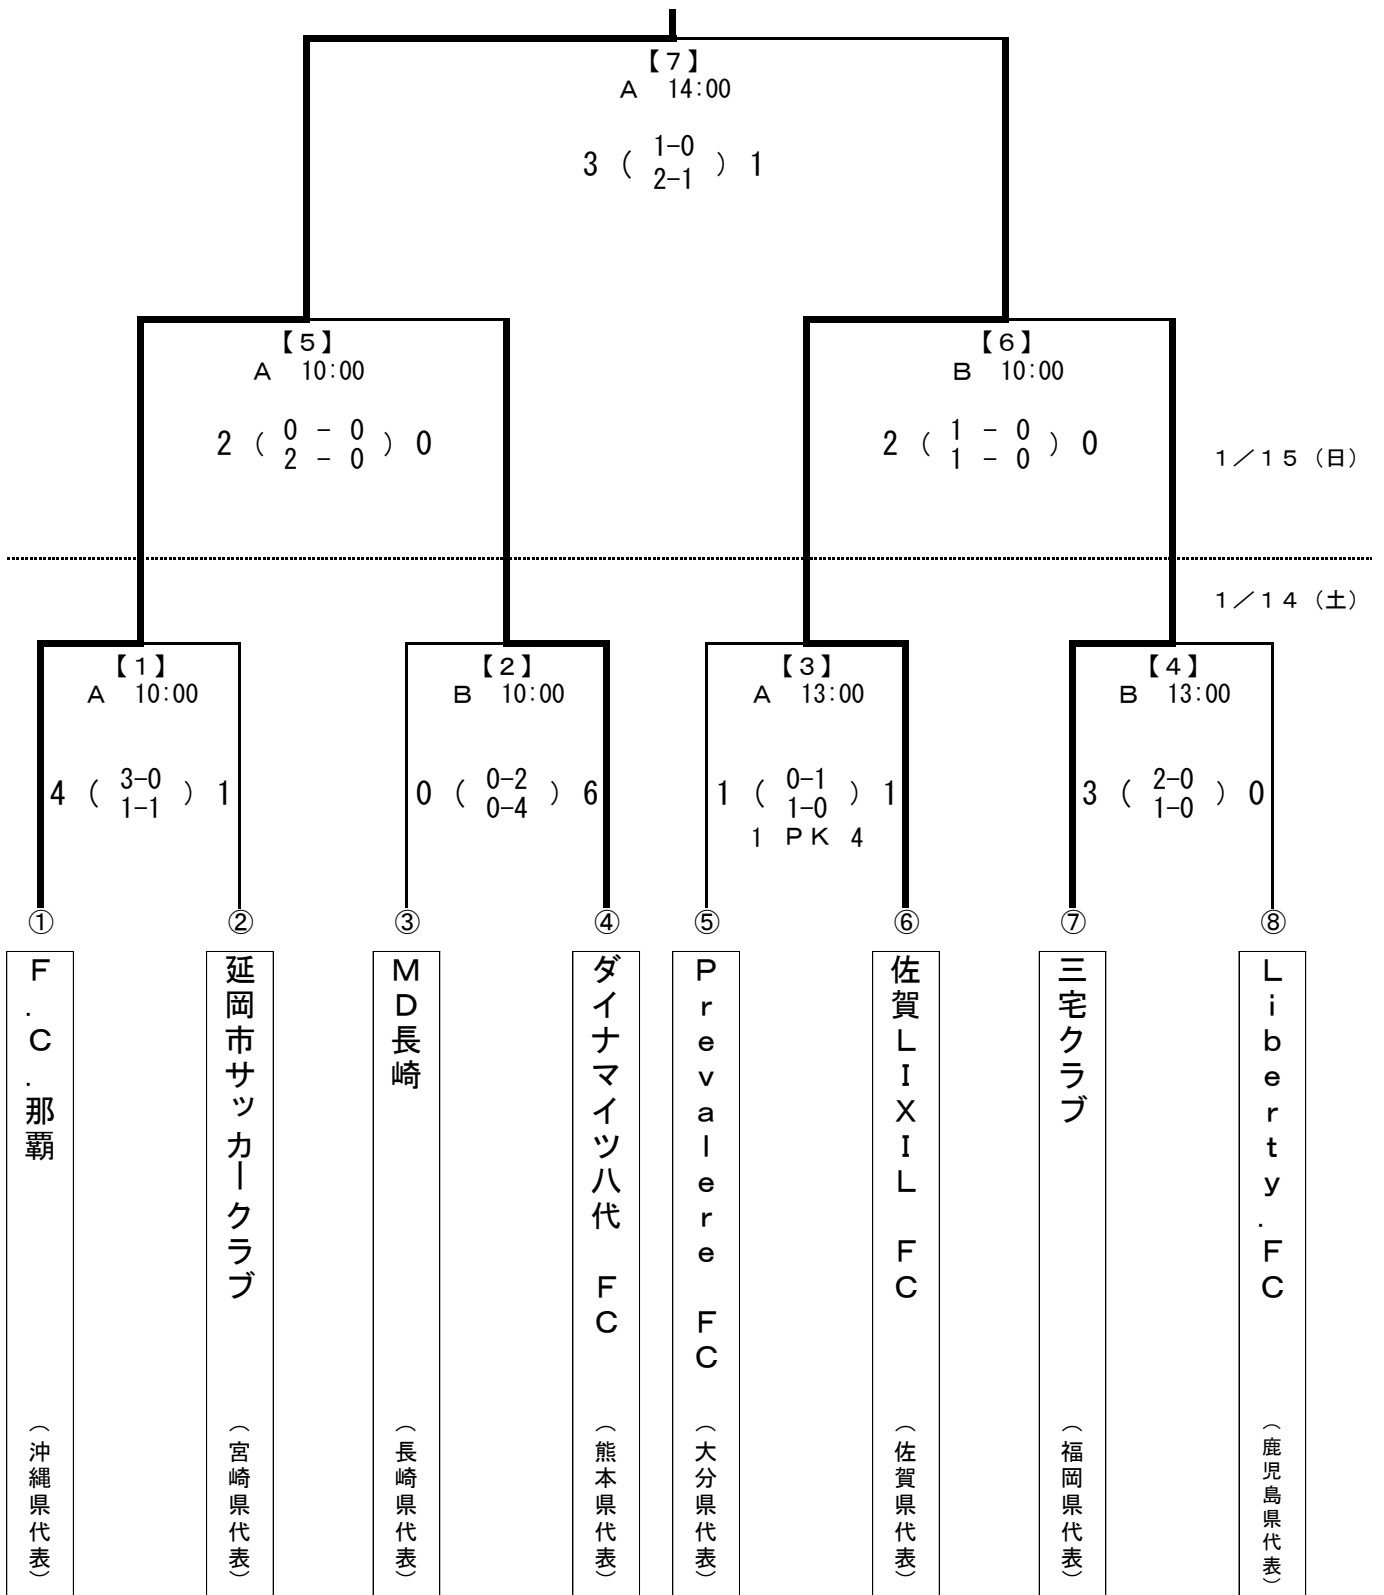 【７】
Ａ　14:00
3 ( 1-0 ) 1
2-1
【５】
Ａ　10:00
2 ( 0 - 0 ) 0
2 - 0
【６】
Ｂ　10:00
2 ( 1 - 0 ) 0
1 - 0
１／１５（日）
１／１４（土）
【１】
Ａ　10:00
4 ( 3-0 ) 1
1-1
【２】
Ｂ　10:00
0 ( 0-2 ) 6
0-4
【３】
Ａ　13:00
1 ( 0-1 ) 1
1-0
1 ＰＫ 4
【４】
Ｂ　13:00
3 ( 2-0 ) 0
1-0
①
Ｆ．Ｃ．那覇
（沖縄県代表）
②
延岡市サッカークラブ
（宮崎県代表）
③
ＭＤ長崎
（長崎県代表）
④
ダイナマイツ八代　ＦＣ
（熊本県代表）
⑤
Ｐｒｅｖａｌｅｒｅ　ＦＣ
（大分県代表）
⑥
佐賀ＬＩＸＩＬ　ＦＣ
（佐賀県代表）
⑦
三宅クラブ
（福岡県代表）
⑧
Ｌｉｂｅｒｔｙ．ＦＣ
（鹿児島県代表）